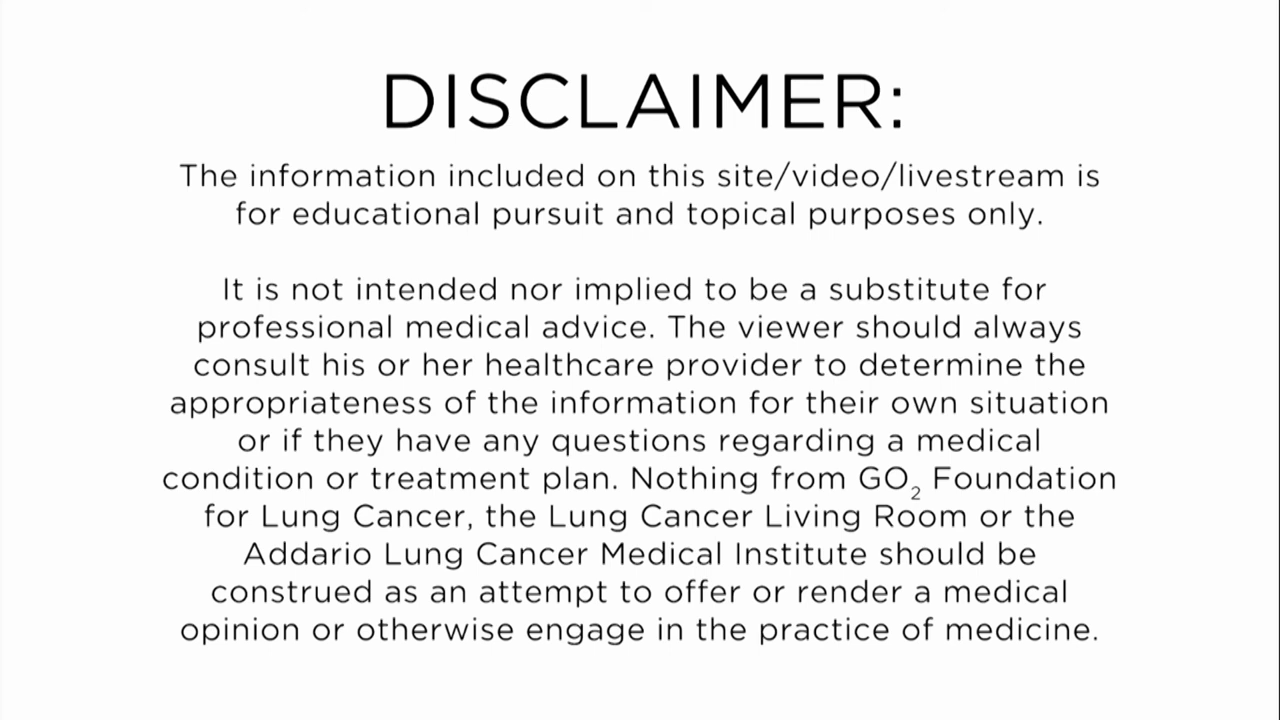 DISCLAIMER:
The information included on this site/video/livestream is
for educational pursuit and topical purposes only.
It is not intended nor implied to be a substitute for
professional medical advice. The viewer should always
consult his or her healthcare provider to determine the
appropriateness of the information for their own situation
or if they have any questions regarding a medical
condition or treatment plan. Nothing from GO₂ Foundation
for Lung Cancer, the Lung Cancer Living Room or the
Addario Lung Cancer Medical Institute should be
construed as an attempt to offer or render a medical
opinion or otherwise engage in the practice of medicine.